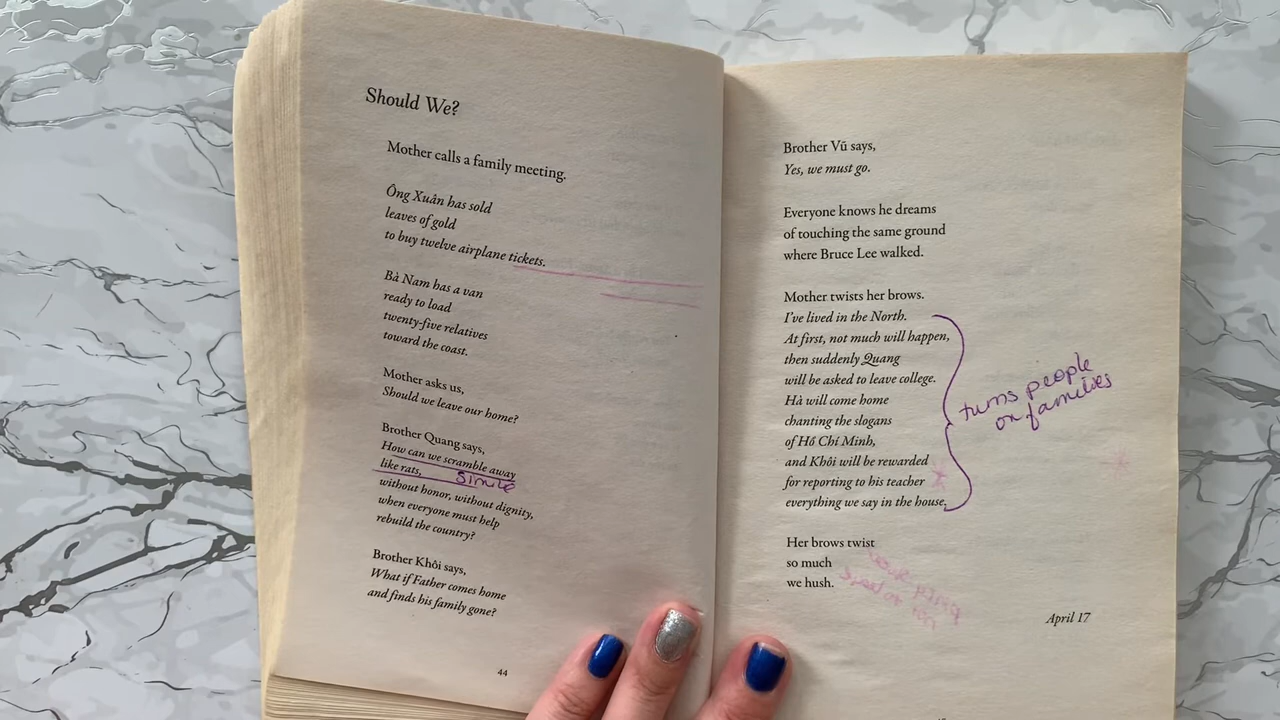 Should We?
Mother calls a family meeting.
Ông Xuân has sold
leaves of gold
to buy twelve airplane tickets.
Bà Nam has a van
ready to load
twenty-five relatives
toward the coast.
Mother asks us,
Should we leave our home?
Brother Quang says,
How can we scramble away
like rats,
simile
without honor, without dignity,
when everyone must help
rebuild the country?
Brother Khôi says,
What if Father comes home
and finds his family gone?
44
Brother Vũ says,
Yes, we must go.
Everyone knows he dreams
of touching the same ground
where Bruce Lee walked.
Mother twists her brows.
I've lived in the North.
At first, not much will happen,
then suddenly Quang
will be asked to leave college.
Hà will come home
chanting the slogans
of Hồ Chí Minh,
and Khôi will be rewarded
for reporting to his teacher
everything we say in the house.
turns people
on families
Her brows twist
so much
we hush.
April 17